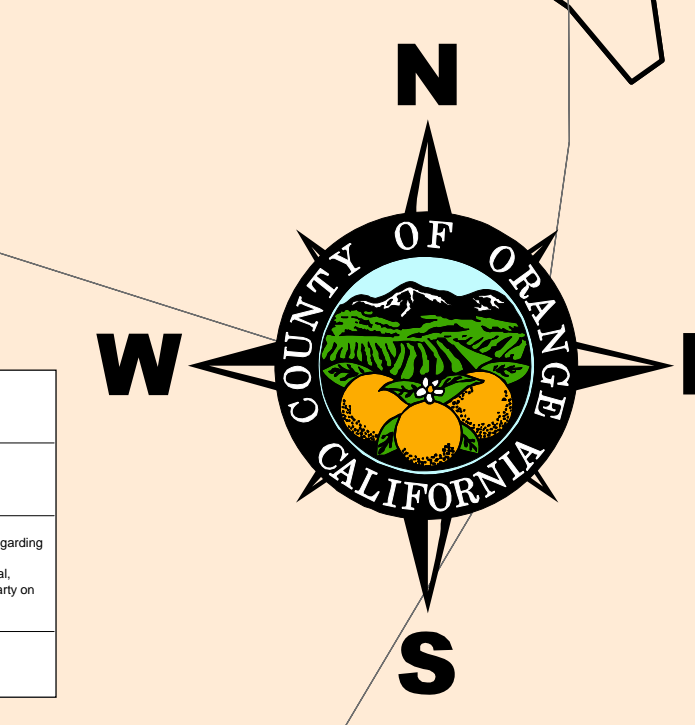 N
COUNTY OF ORANGE
CALIFORNIA
W
S
garding
al,
arty on